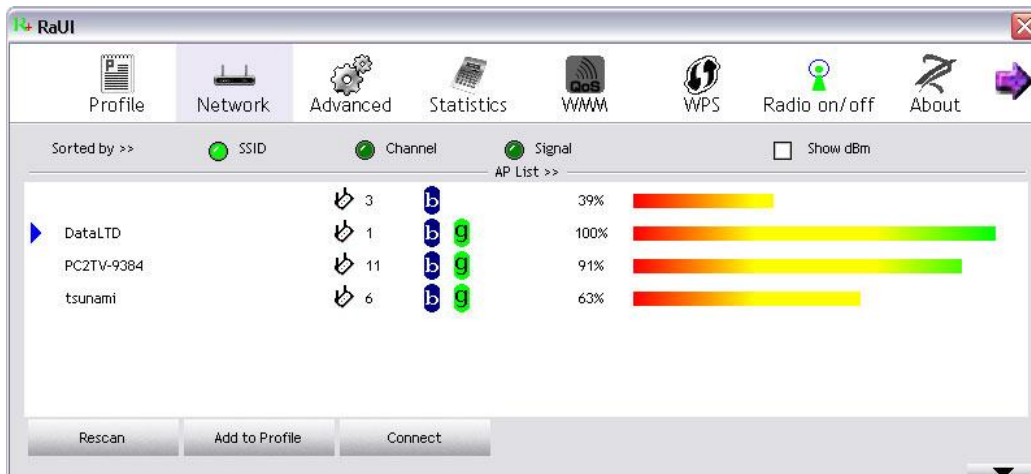 R+ RaUI
Profile Network Advanced Statistics QoS WMM WPS Radio on/off About
Sorted by >> SSID Channel Signal Show dBm
AP List >>
3 b 39%
DataLTD 1 b g 100%
PC2TV-9384 11 b g 91%
tsunami 6 b g 63%
Rescan Add to Profile Connect